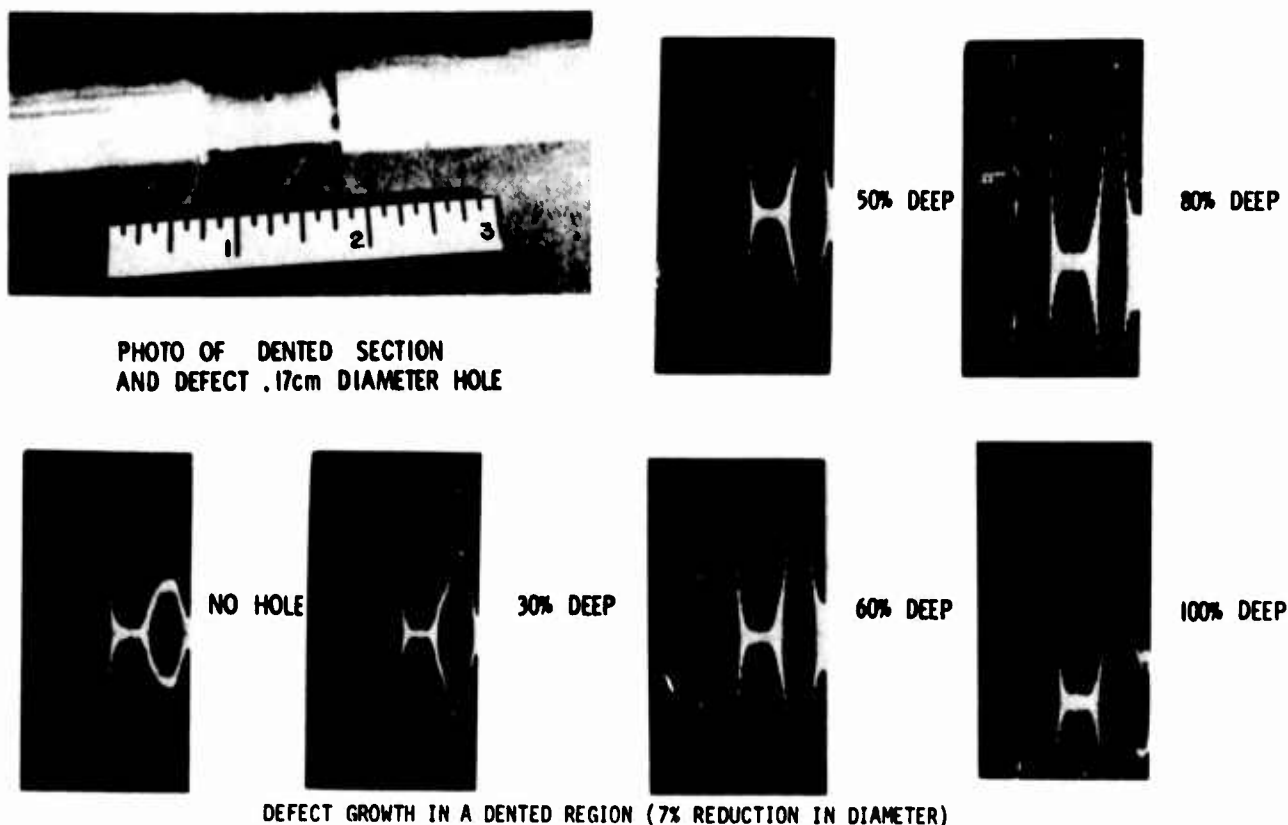 1 2 3
50% DEEP
80% DEEP
PHOTO OF DENTED SECTION
AND DEFECT .17cm DIAMETER HOLE
NO HOLE
30% DEEP
60% DEEP
100% DEEP
DEFECT GROWTH IN A DENTED REGION (7% REDUCTION IN DIAMETER)